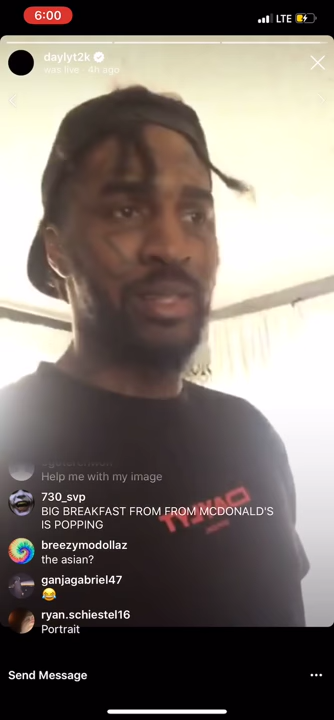 6:00
LTE
daylyt2k
was live · 4h ago
Help me with my image
730_svp
BIG BREAKFAST FROM FROM MCDONALD'S
IS POPPING
breezymodollaz
the asian?
ganjagabriel47
😂
ryan.schiestel16
Portrait
Send Message